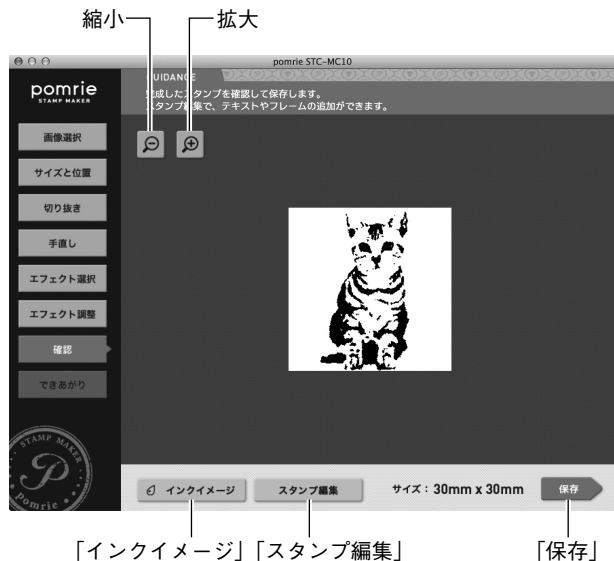 縮小
拡大
pomrie STC-MC10
pomrie
STAMP MAKER
GUIDANCE
完成したスタンプを確認して保存します。
スタンプ編集で、テキストやフレームの追加ができます。
画像選択
サイズと位置
切り抜き
手直し
エフェクト選択
エフェクト調整
確認
できあがり
STAMP MAKER
pomrie
インクイメージ
スタンプ編集
サイズ：30mm x 30mm
保存
「インクイメージ」
「スタンプ編集」
「保存」